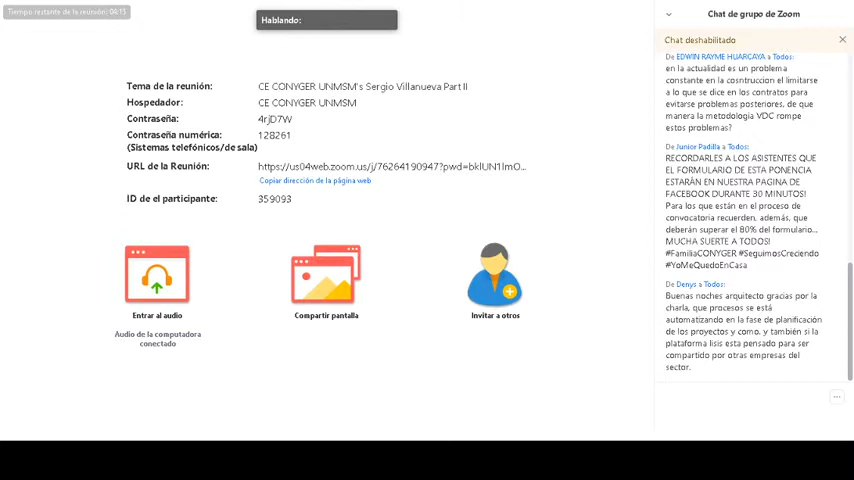 Tiempo restante de la reunión: 04:15
Hablando:
Tema de la reunión: CE CONYGER UNMSM's Sergio Villanueva Part II
Hospedador: CE CONYGER UNMSM
Contraseña: 4rjD7W
Contraseña numérica: 128261
(Sistemas telefónicos/de sala)
URL de la Reunión: https://us04web.zoom.us/j/76264190947?pwd=bklUN1lmO...
Copiar dirección de la página web
ID de el participante: 359093
Entrar al audio
Audio de la computadora
conectado
Compartir pantalla
Invitar a otros
Chat de grupo de Zoom
Chat deshabilitado
De EDWIN RAYME HUARCAYA a Todos:
en la actualidad es un problema
constante en la cosntruccion el limitarse
a lo que se dice en los contratos para
evitarse problemas posteriores, de que
manera la metodologia VDC rompe
estos problemas?
De Junior Padilla a Todos:
RECORDARLES A LOS ASISTENTES QUE
EL FORMULARIO DE ESTA PONENCIA
ESTARÁN EN NUESTRA PAGINA DE
FACEBOOK DURANTE 30 MINUTOS!
Para los que están en el proceso de
convocatoria recuerden, además, que
deberán superar el 80% del formulario...
MUCHA SUERTE A TODOS!
#FamiliaCONYGER #SeguimosCreciendo
#YoMeQuedoEnCasa
De Denys a Todos:
Buenas noches arquitecto gracias por la
charla, que procesos se está
automatizando en la fase de planificación
de los proyectos y como, y también si la
plataforma lisis esta pensado para ser
compartido por otras empresas del
sector.